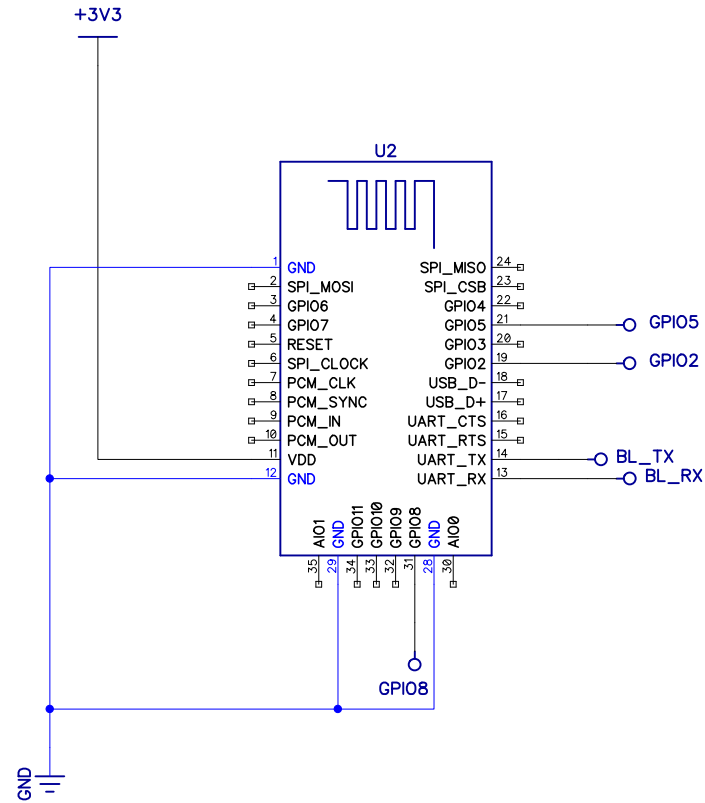 +3V3
U2
1 GND
2 SPI_MOSI
3 GPIO6
4 GPIO7
5 RESET
6 SPI_CLOCK
7 PCM_CLK
8 PCM_SYNC
9 PCM_IN
10 PCM_OUT
11 VDD
12 GND
SPI_MISO 24
SPI_CSB 23
GPIO4 22
GPIO5 21 GPIO5
GPIO3 20
GPIO2 19 GPIO2
USB_D- 18
USB_D+ 17
UART_CTS 16
UART_RTS 15
UART_TX 14 BL_TX
UART_RX 13 BL_RX
AIO1 35
GND 29
GPIO11 34
GPIO10 33
GPIO9 32
GPIO8 31
GND 28
AIO0 30
GPIO8
GND